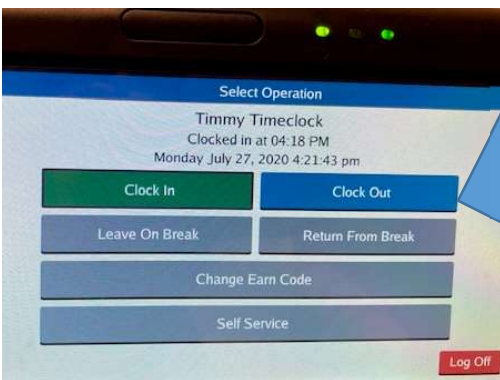 Select Operation
Timmy Timeclock
Clocked in at 04:18 PM
Monday July 27, 2020 4:21:43 pm
Clock In Clock Out
Leave On Break Return From Break
Change Earn Code
Self Service
Log Off